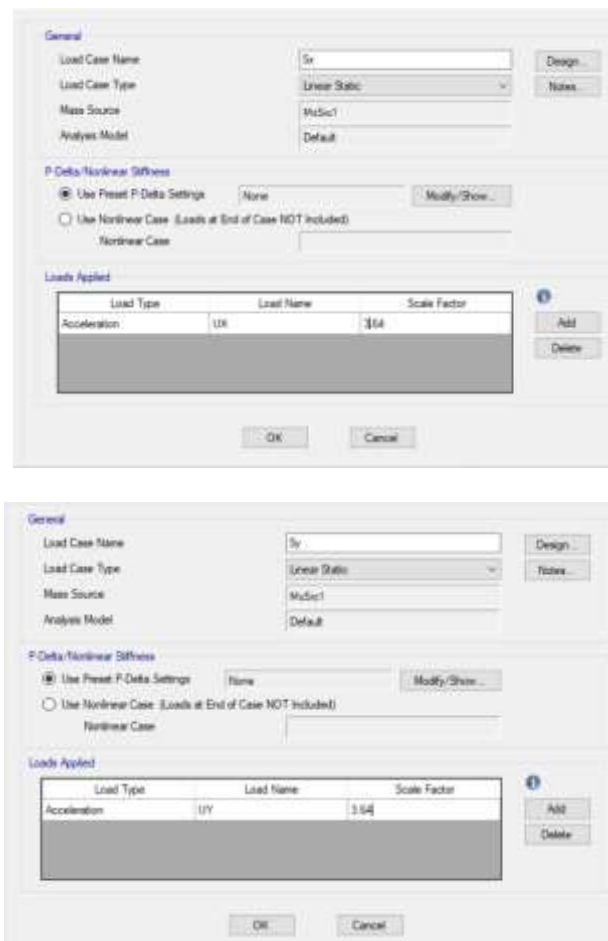 General
Load Case Name Sx Design...
Load Case Type Linear Static Notes...
Mass Source MsSrc1
Analysis Model Default
P-Delta/Nonlinear Stiffness
Use Preset P-Delta Settings None Modify/Show...
Use Nonlinear Case (Loads at End of Case NOT Included)
Nonlinear Case
Loads Applied
Load Type Load Name Scale Factor
Acceleration UX 3.64
Add
Delete
OK Cancel
General
Load Case Name Sy Design...
Load Case Type Linear Static Notes...
Mass Source MsSrc1
Analysis Model Default
P-Delta/Nonlinear Stiffness
Use Preset P-Delta Settings None Modify/Show...
Use Nonlinear Case (Loads at End of Case NOT Included)
Nonlinear Case
Loads Applied
Load Type Load Name Scale Factor
Acceleration UY 3.64
Add
Delete
OK Cancel